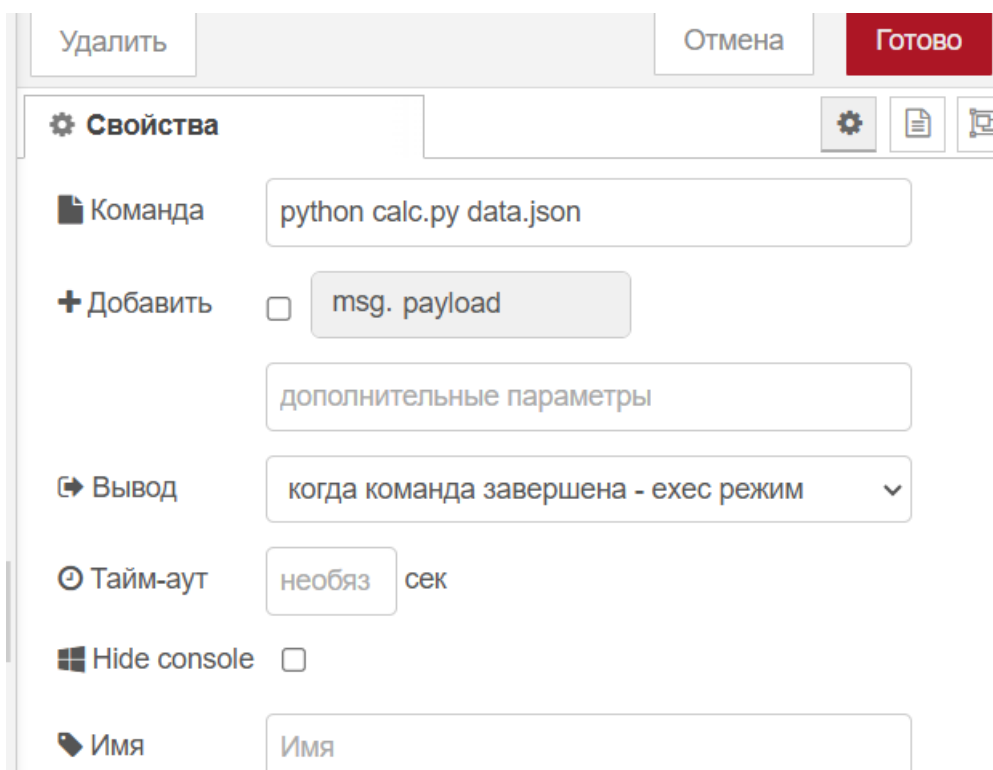 Удалить Отмена Готово
Свойства
Команда python calc.py data.json
Добавить msg. payload
дополнительные параметры
Вывод когда команда завершена - exec режим
Тайм-аут необяз сек
Hide console
Имя Имя